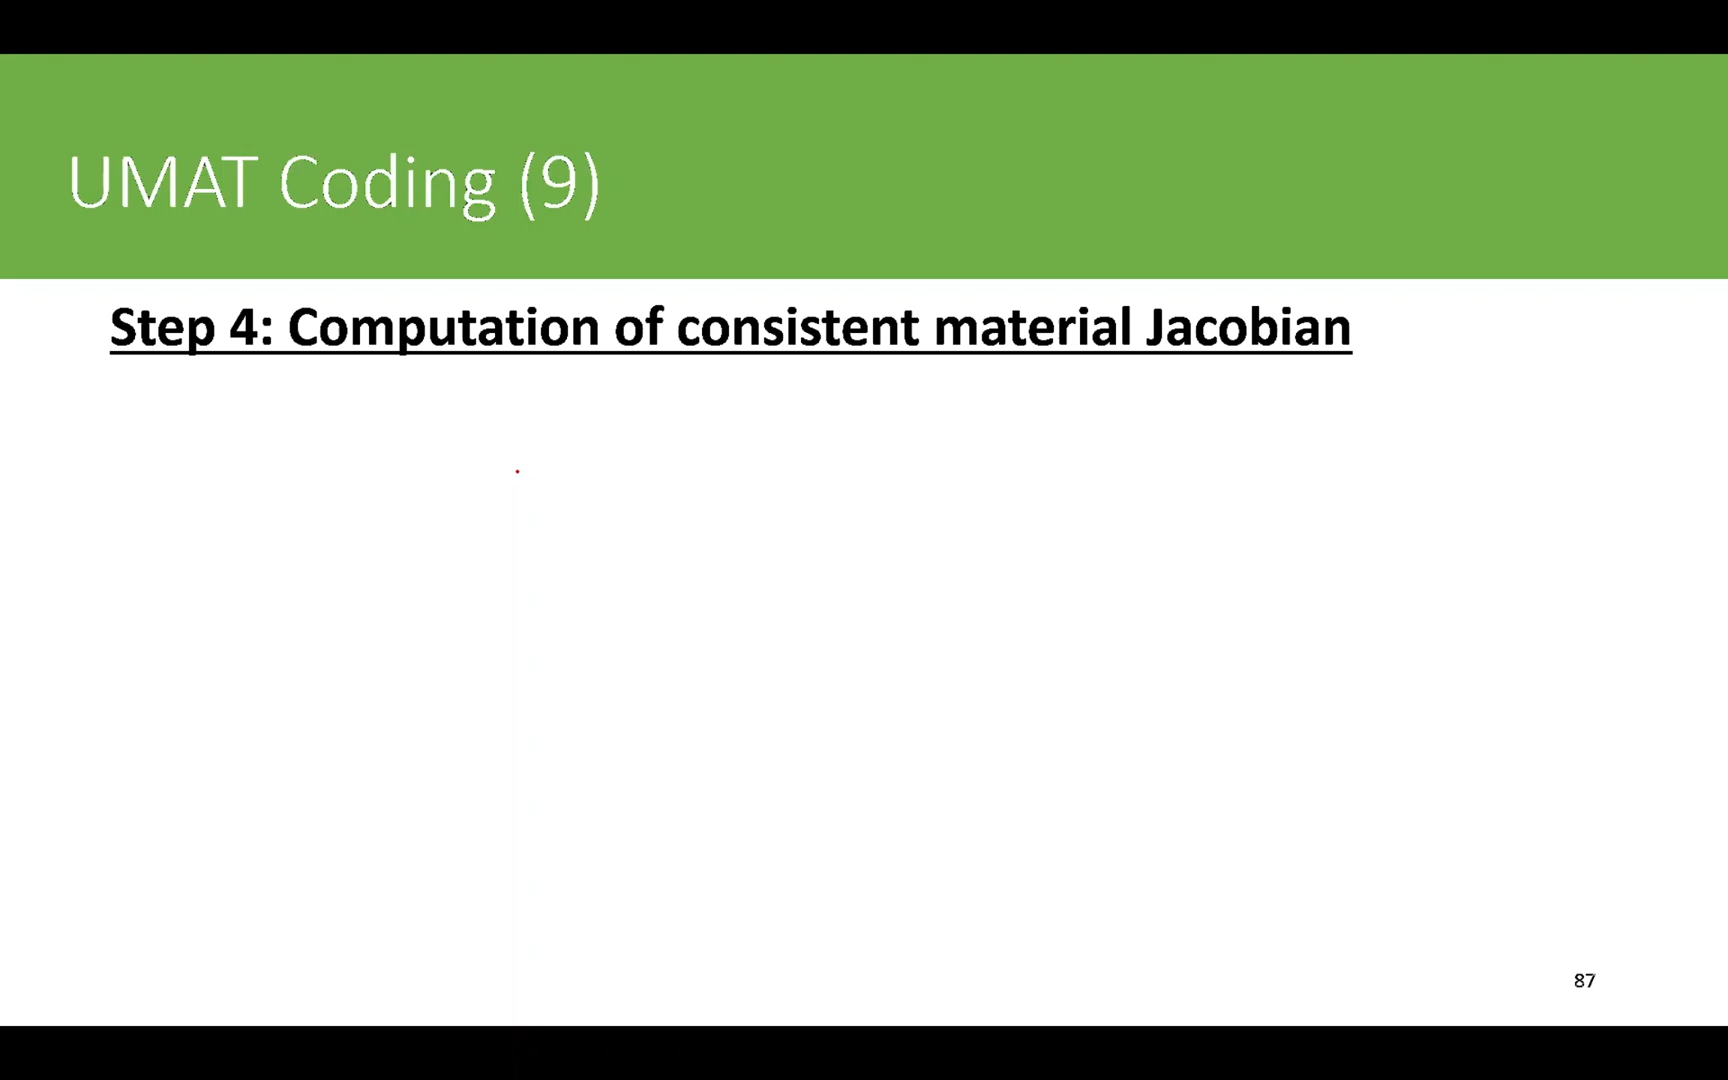 UMAT Coding (9)
Step 4: Computation of consistent material Jacobian
87